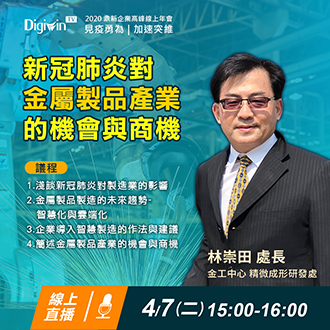 Digiwin TV
2020 鼎新企業高峰線上年會
見疫勇為 | 加速突維
新冠肺炎對
金屬製品產業
的機會與商機
議程
1.淺談新冠肺炎對製造業的影響
2.金屬製品製造的未來趨勢-
智慧化與雲端化
3.企業導入智慧製造的作法與建議
4.簡述金屬製品產業的機會與商機
林崇田 處長
金工中心 精微成形研發處
線上
直播
4/7(二) 15:00-16:00